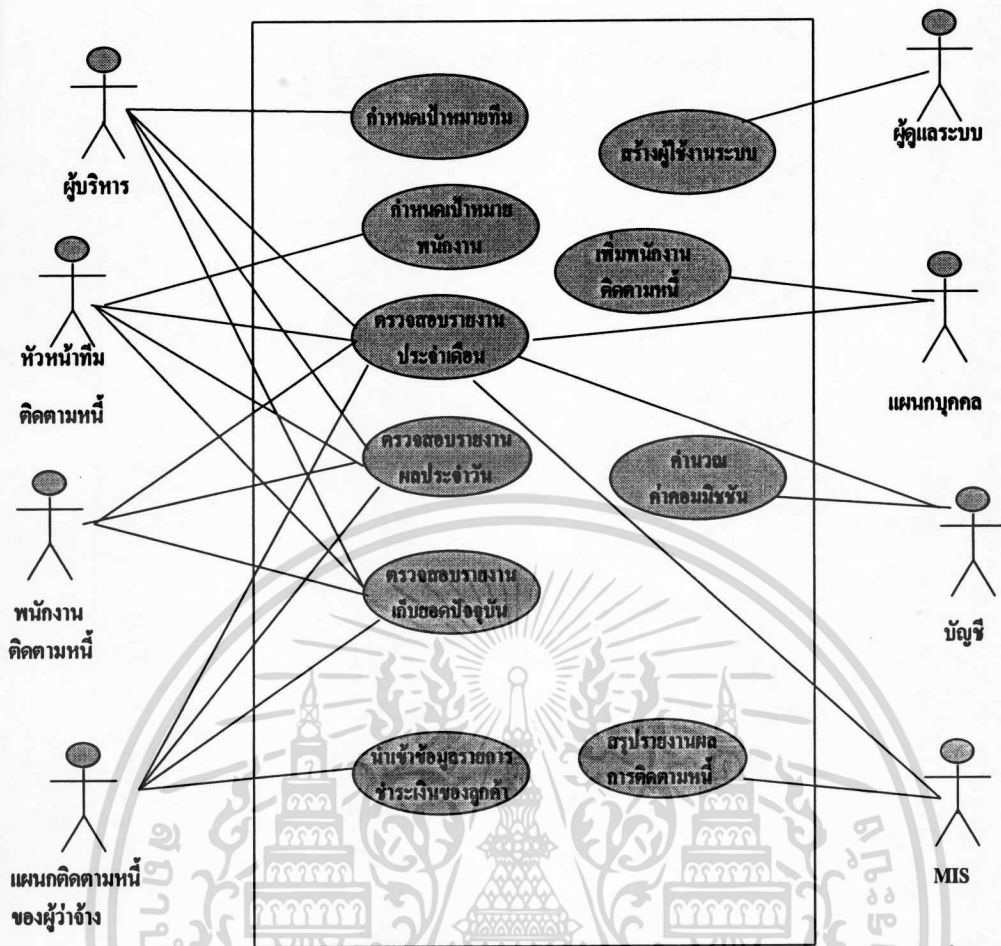 กำหนดเป้าหมายทีม
สร้างผู้ใช้งานระบบ
ผู้ดูแลระบบ
ผู้บริหาร
กำหนดเป้าหมาย
พนักงาน
เพิ่มพนักงาน
ติดตามหนี้
หัวหน้าทีม
ติดตามหนี้
ตรวจสอบรายงาน
ประจำเดือน
แผนกบุคคล
ตรวจสอบรายงาน
ผลประจำวัน
คำนวณ
ค่าคอมมิชชัน
พนักงาน
ติดตามหนี้
ตรวจสอบรายงาน
เก็บยอดปัจจุบัน
บัญชี
นำเข้าข้อมูลรายการ
ชำระเงินของลูกค้า
สรุปรายงานผล
การติดตามหนี้
แผนกติดตามหนี้
ของผู้ว่าจ้าง
MIS